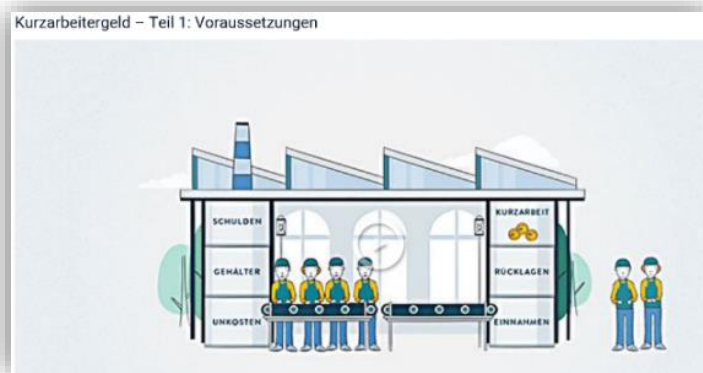 Kurzarbeitergeld – Teil 1: Voraussetzungen
SCHULDEN
GEHÄLTER
UNKOSTEN
KURZARBEIT
RÜCKLAGEN
EINNAHMEN